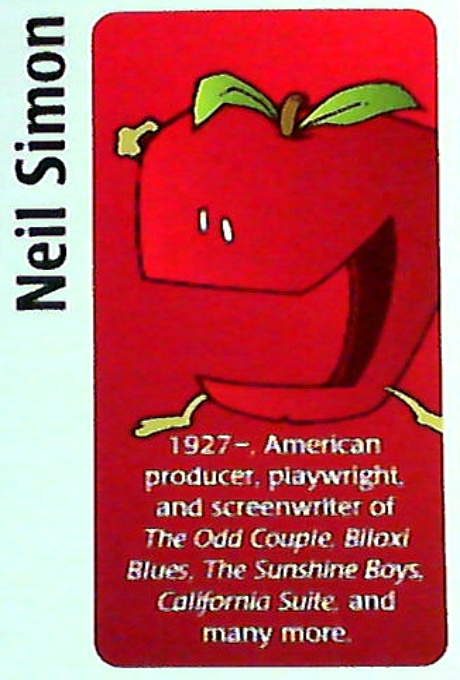 Neil Simon
1927–. American
producer, playwright,
and screenwriter of
The Odd Couple, Biloxi
Blues, The Sunshine Boys,
California Suite, and
many more.